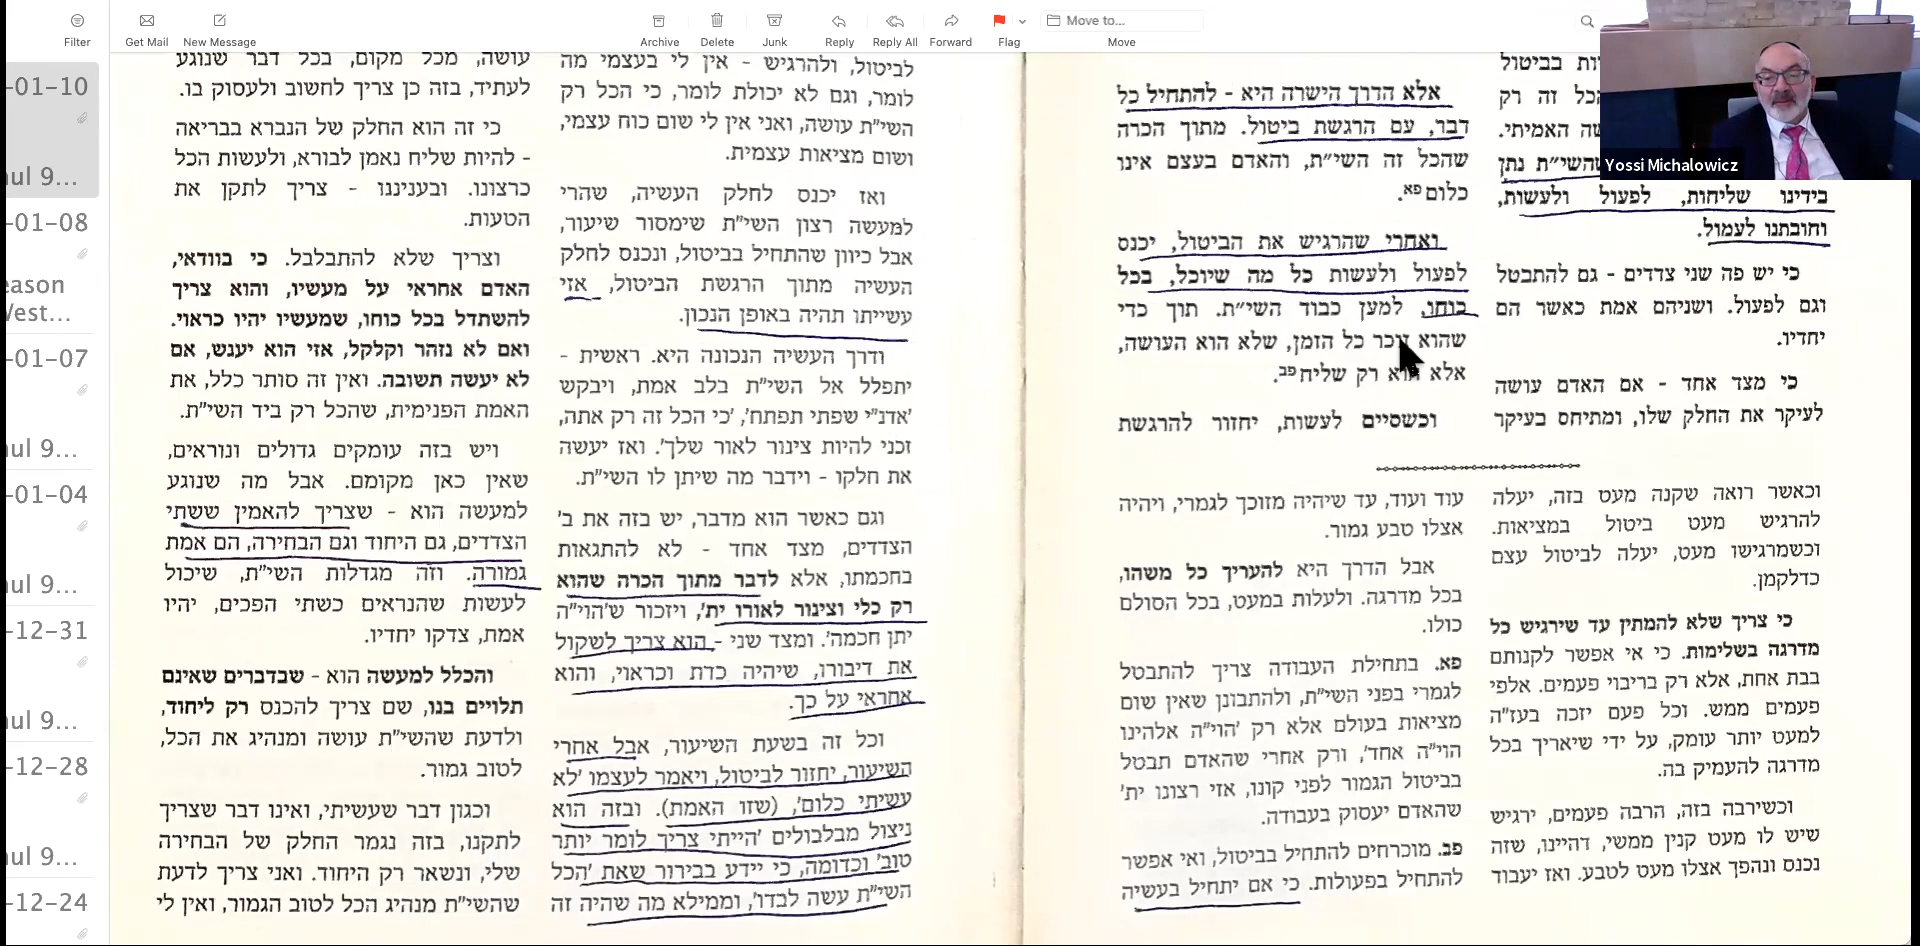 Filter
Get Mail
New Message
Archive
Delete
Junk
Reply
Reply All
Forward
Flag
Move to...
Move
Yossi Michalowicz
-01-10
ul 9...
-01-08
eason
West...
-01-07
ul 9...
-01-04
ul 9...
-12-31
ul 9...
-12-28
ul 9...
-12-24
ות בביטול
כל זה רק
שה האמיתי.
שהשי״ת נתן
בידינו שליחות, לפעול ולעשות,
וחובתנו לעמול.
כי יש פה שני צדדים - גם להתבטל
וגם לפעול. ושניהם אמת כאשר הם
יחדיו.
כי מצד אחד - אם האדם עושה
לעיקר את החלק שלו, ומתיחס בעיקר
אלא הדרך הישרה היא - להתחיל כל
דבר, עם הרגשת ביטול. מתוך הכרה
שהכל זה השי״ת, והאדם בעצם אינו
כלום פא.
ואחרי שהרגיש את הביטול, יכנס
לפעול ולעשות כל מה שיוכל, בכל
כוחו, למען כבוד השי״ת. תוך כדי
שהוא זוכר כל הזמן, שלא הוא העושה,
אלא הוא רק שליח פב.
וכשסיים לעשות, יחזור להרגשת
וכאשר רואה שקנה מעט בזה, יעלה
להרגיש מעט ביטול במציאות.
וכשמרגישו מעט, יעלה לביטול עצם
כדלקמן.
כי צריך שלא להמתין עד שירגיש כל
מדרגה בשלימות. כי אי אפשר לקנותם
בבת אחת, אלא רק בריבוי פעמים. אלפי
פעמים ממש. וכל פעם יזכה בעז״ה
למעט יותר עומק, על ידי שיאריך בכל
מדרגה להעמיק בה.
וכשירבה בזה, הרבה פעמים, ירגיש
שיש לו מעט קנין ממשי, דהיינו, שזה
נכנס ונהפך אצלו מעט לטבע. ואז יעבוד
עוד ועוד, עד שיהיה מזוכך לגמרי, ויהיה
אצלו טבע גמור.
אבל הדרך היא להעריך כל משהו,
בכל מדרגה. ולעלות במעט, בכל הסולם
כולו.
פא. בתחילת העבודה צריך להתבטל
לגמרי בפני השי״ת, ולהתבונן שאין שום
מציאות בעולם אלא רק ׳הוי״ה אלהינו
הוי״ה אחד׳, ורק אחרי שהאדם תבטל
בביטול הגמור לפני קונו, אזי רצונו ית׳
שהאדם יעסוק בעבודה.
פב. מוכרחים להתחיל בביטול, ואי אפשר
להתחיל בפעולות. כי אם יתחיל בעשיה
לביטול, ולהרגיש - אין לי בעצמי מה
לומר, וגם לא יכולת לומר, כי הכל רק
השי״ת עושה, ואני אין לי שום כוח עצמי,
ושום מציאות עצמית.
ואז יכנס לחלק העשיה, שהרי
למעשה רצון השי״ת שימסור שיעור,
אבל כיוון שהתחיל בביטול, ונכנס לחלק
העשיה מתוך הרגשת הביטול, אזי
עשייתו תהיה באופן הנכון.
ודרך העשיה הנכונה היא. ראשית -
יתפלל אל השי״ת בלב אמת, ויבקש
׳אדנ״י שפתי תפתח׳, ׳כי הכל זה רק אתה,
זכני להיות צינור לאור שלך׳. ואז יעשה
את חלקו - וידבר מה שיתן לו השי״ת.
וגם כאשר הוא מדבר, יש בזה את ב׳
הצדדים, מצד אחד - לא להתגאות
בחכמתו, אלא לדבר מתוך הכרה שהוא
רק כלי וצינור לאורו ית׳, ויזכור ש׳הוי״ה
יתן חכמה׳. ומצד שני - הוא צריך לשקול
את דיבורו, שיהיה כדת וכראוי, והוא
אחראי על כך.
וכל זה בשעת השיעור, אבל אחרי
השיעור, יחזור לביטול, ויאמר לעצמו ׳לא
עשיתי כלום׳, (שזו האמת). ובזה הוא
ניצול מבלבולים ׳הייתי צריך לומר יותר
טוב׳ וכדומה, כי יידע בבירור שאת ׳הכל
השי״ת עשה לבדו׳, וממילא מה שהיה זה
עושה, מכל מקום, בכל דבר שנוגע
לעתיד, בזה כן צריך לחשוב ולעסוק בו.
כי זה הוא החלק של הנברא בבריאה
- להיות שליח נאמן לבורא, ולעשות הכל
כרצונו. ובעניננו - צריך לתקן את
הטעות.
וצריך שלא להתבלבל. כי בוודאי,
האדם אחראי על מעשיו, והוא צריך
להשתדל בכל כוחו, שמעשיו יהיו כראוי.
ואם לא נזהר וקלקל, אזי הוא יענש, אם
לא יעשה תשובה. ואין זה סותר כלל, את
האמת הפנימית, שהכל רק ביד השי״ת.
ויש בזה עומקים גדולים ונוראים,
שאין כאן מקומם. אבל מה שנוגע
למעשה הוא - שצריך להאמין ששתי
הצדדים, גם היחוד וגם הבחירה, הם אמת
גמורה. וזה מגדלות השי״ת, שיכול
לעשות שהנראים כשתי הפכים, יהיו
אמת, צדקו יחדיו.
והכלל למעשה הוא - שבדברים שאינם
תלויים בנו, שם צריך להכנס רק ליחוד,
ולדעת שהשי״ת עושה ומנהיג את הכל,
לטוב גמור.
וכגון דבר שעשיתי, ואינו דבר שצריך
לתקנו, בזה נגמר החלק של הבחירה
שלי, ונשאר רק היחוד. ואני צריך לדעת
שהשי״ת מנהיג הכל לטוב הגמור, ואין לי